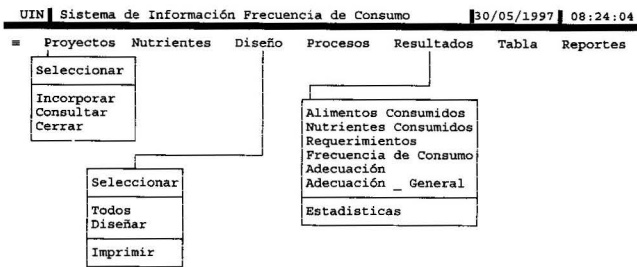 UIN Sistema de Información Frecuencia de Consumo 30/05/1997 08:24:04
≡ Proyectos Nutrientes Diseño Procesos Resultados Tabla Reportes
Seleccionar
Incorporar
Consultar
Cerrar
Seleccionar
Todos
Diseñar
Imprimir
Alimentos Consumidos
Nutrientes Consumidos
Requerimientos
Frecuencia de Consumo
Adecuación
Adecuación _ General
Estadisticas